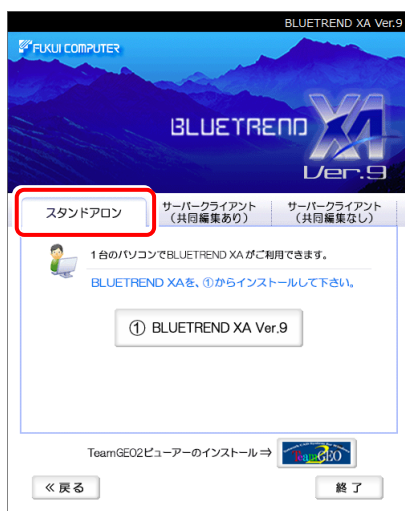 BLUETREND XA Ver.9
FUKUI COMPUTER
BLUETREND XA
Ver.9
スタンドアロン
サーバークライアント
(共同編集あり)
サーバークライアント
(共同編集なし)
1台のパソコンでBLUETREND XAがご利用できます。
BLUETREND XAを、①からインストールして下さい。
① BLUETREND XA Ver.9
TeamGEO2ビューアーのインストール⇒
TeamGEO 2
≪戻る
終了